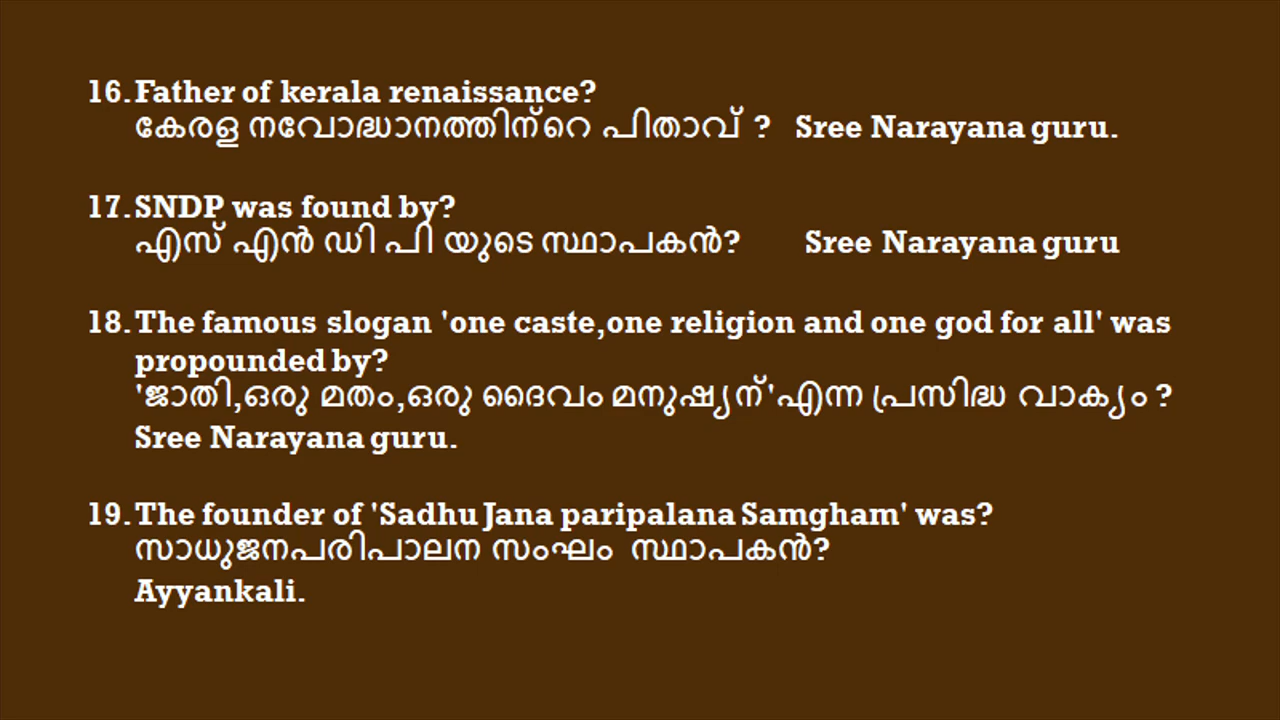 16. Father of kerala renaissance?
കേരള നവോദ്ധാനത്തിന്റെ പിതാവ് ? Sree Narayana guru.
17. SNDP was found by?
എസ് എൻ ഡി പി യുടെ സ്ഥാപകൻ? Sree Narayana guru
18. The famous slogan 'one caste,one religion and one god for all' was
propounded by?
'ജാതി,ഒരു മതം,ഒരു ദൈവം മനുഷ്യന്'എന്ന പ്രസിദ്ധ വാക്യം ?
Sree Narayana guru.
19. The founder of 'Sadhu Jana paripalana Samgham' was?
സാധുജനപരിപാലന സംഘം സ്ഥാപകൻ?
Ayyankali.